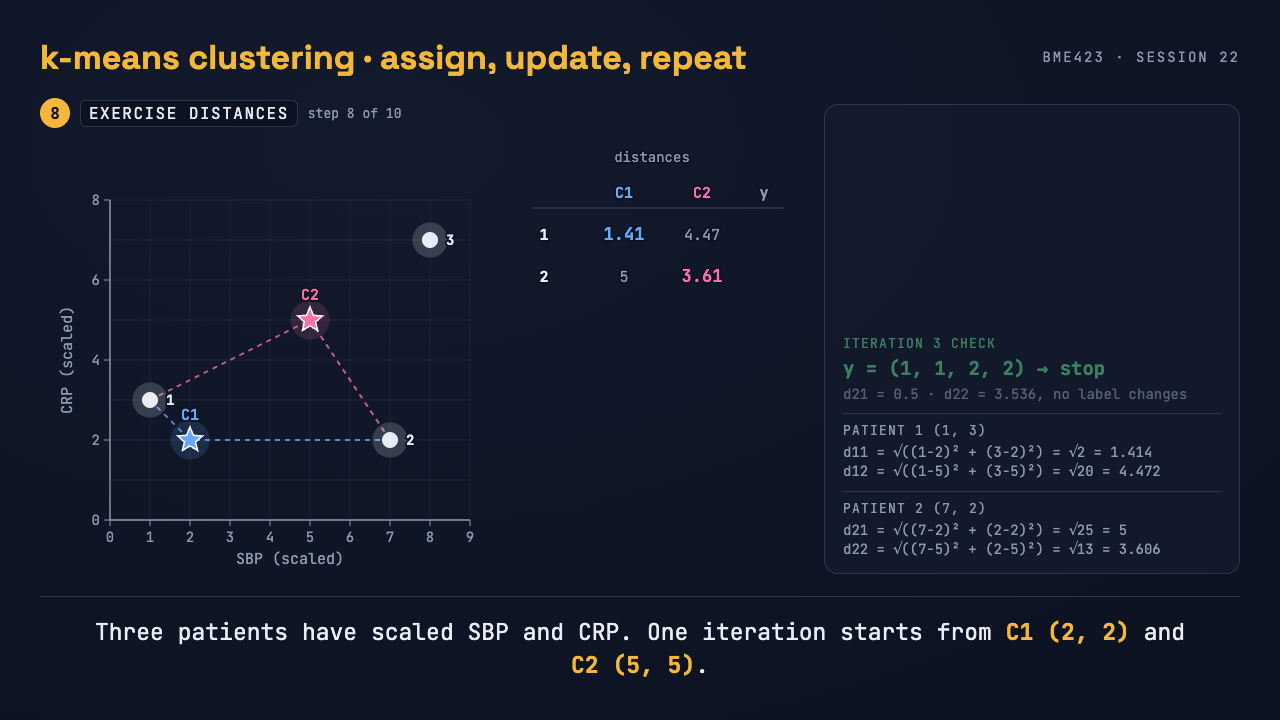 k-means clustering · assign, update, repeat
BME423 · SESSION 22
8 EXERCISE DISTANCES step 8 of 10
distances
C1 C2 y
1 1.41 4.47
2 5 3.61
8
6
4
2
0
0 1 2 3 4 5 6 7 8 9
SBP (scaled)
CRP (scaled)
3
C2
1
C1
2
ITERATION 3 CHECK
y = (1, 1, 2, 2) → stop
d21 = 0.5 · d22 = 3.536, no label changes
PATIENT 1 (1, 3)
d11 = √((1-2)² + (3-2)²) = √2 = 1.414
d12 = √((1-5)² + (3-5)²) = √20 = 4.472
PATIENT 2 (7, 2)
d21 = √((7-2)² + (2-2)²) = √25 = 5
d22 = √((7-5)² + (2-5)²) = √13 = 3.606
Three patients have scaled SBP and CRP. One iteration starts from C1 (2, 2) and
C2 (5, 5).